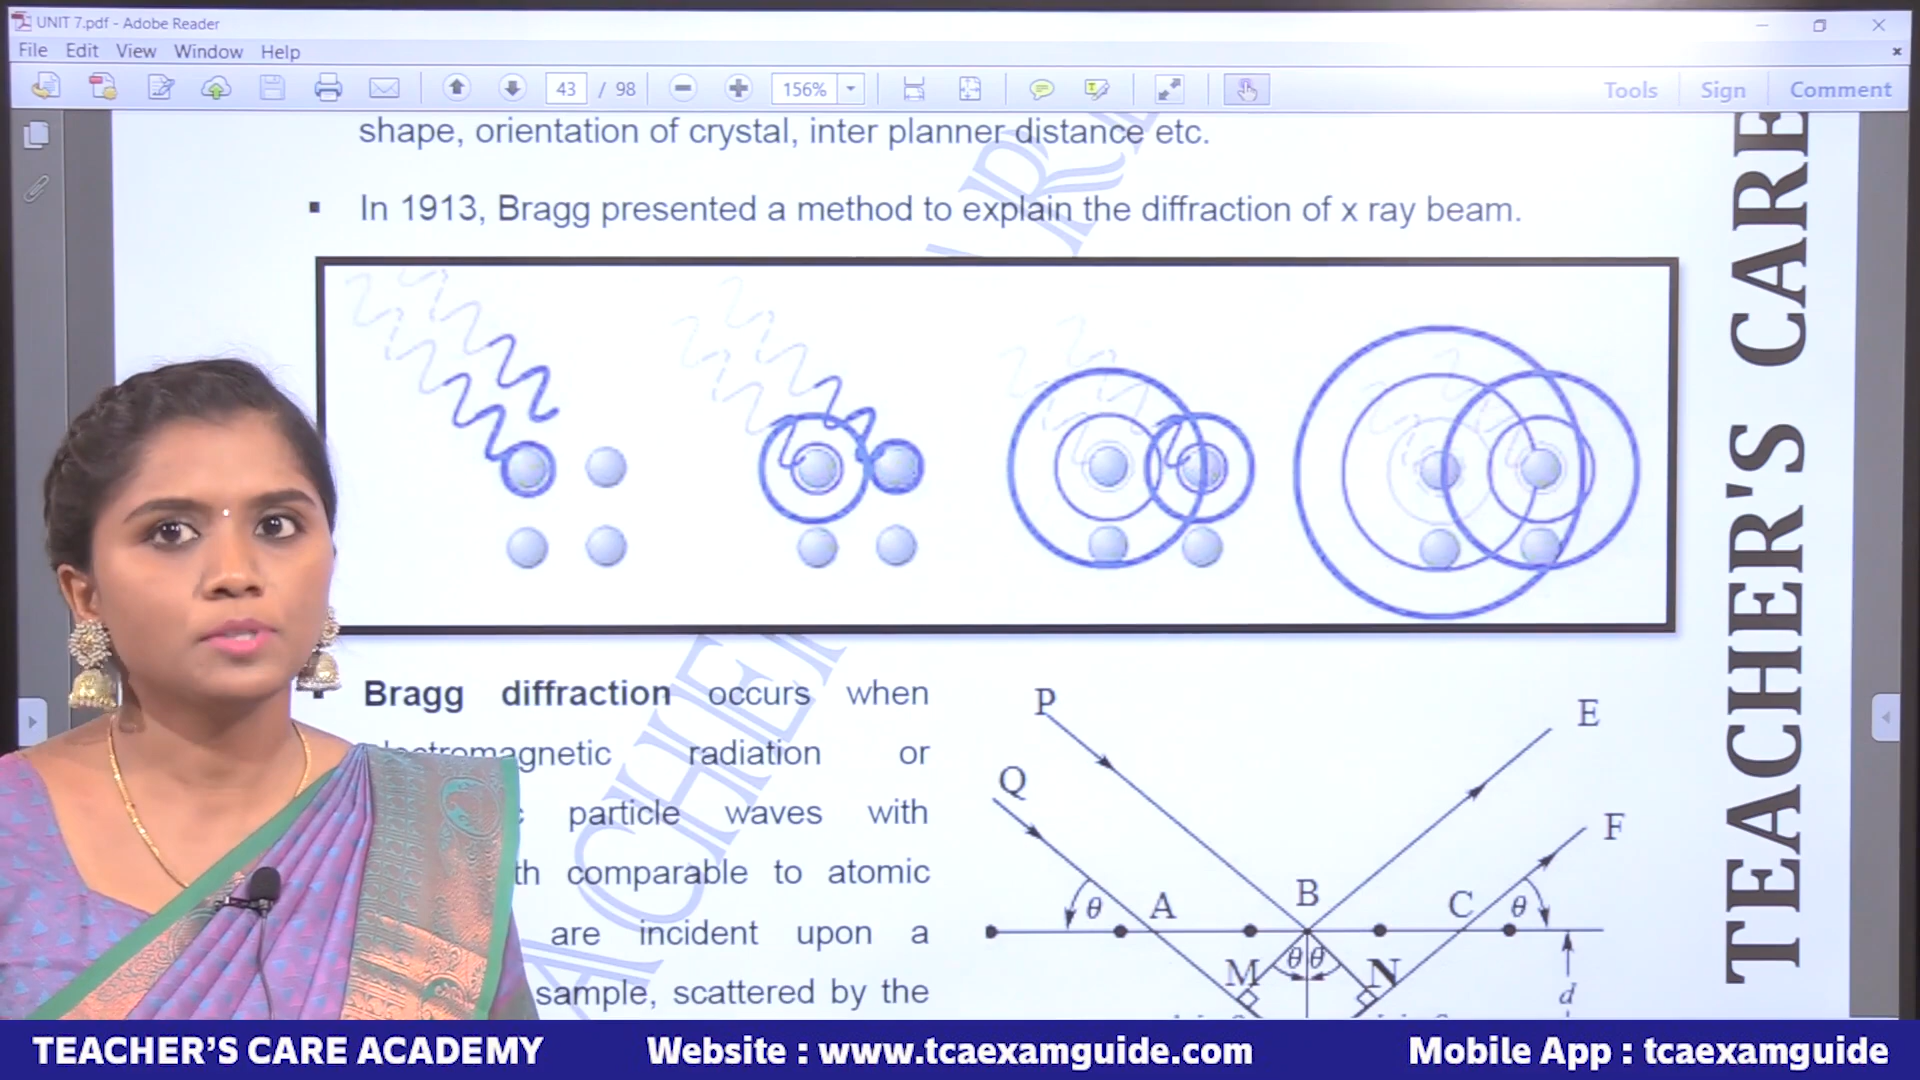 UNIT 7.pdf - Adobe Reader
File Edit View Window Help
43 / 98 156% Tools Sign Comment
shape, orientation of crystal, inter planner distance etc.
▪ In 1913, Bragg presented a method to explain the diffraction of x ray beam.
TEACHER'S CARE
Bragg diffraction occurs when
radiation or
particle waves with
comparable to atomic
are incident upon a
sample, scattered by the
P
E
Q
F
θ A B C θ
M θ θ N
d
TEACHER’S CARE ACADEMY Website : www.tcaexamguide.com Mobile App : tcaexamguide